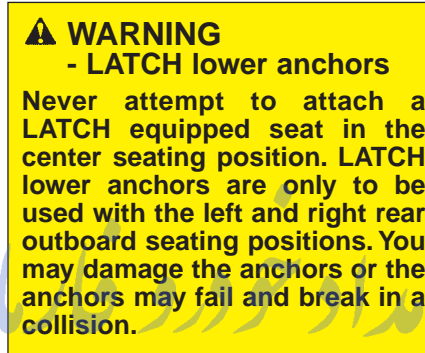 WARNING
- LATCH lower anchors
Never attempt to attach a
LATCH equipped seat in the
center seating position. LATCH
lower anchors are only to be
used with the left and right rear
outboard seating positions. You
may damage the anchors or the
anchors may fail and break in a
collision.